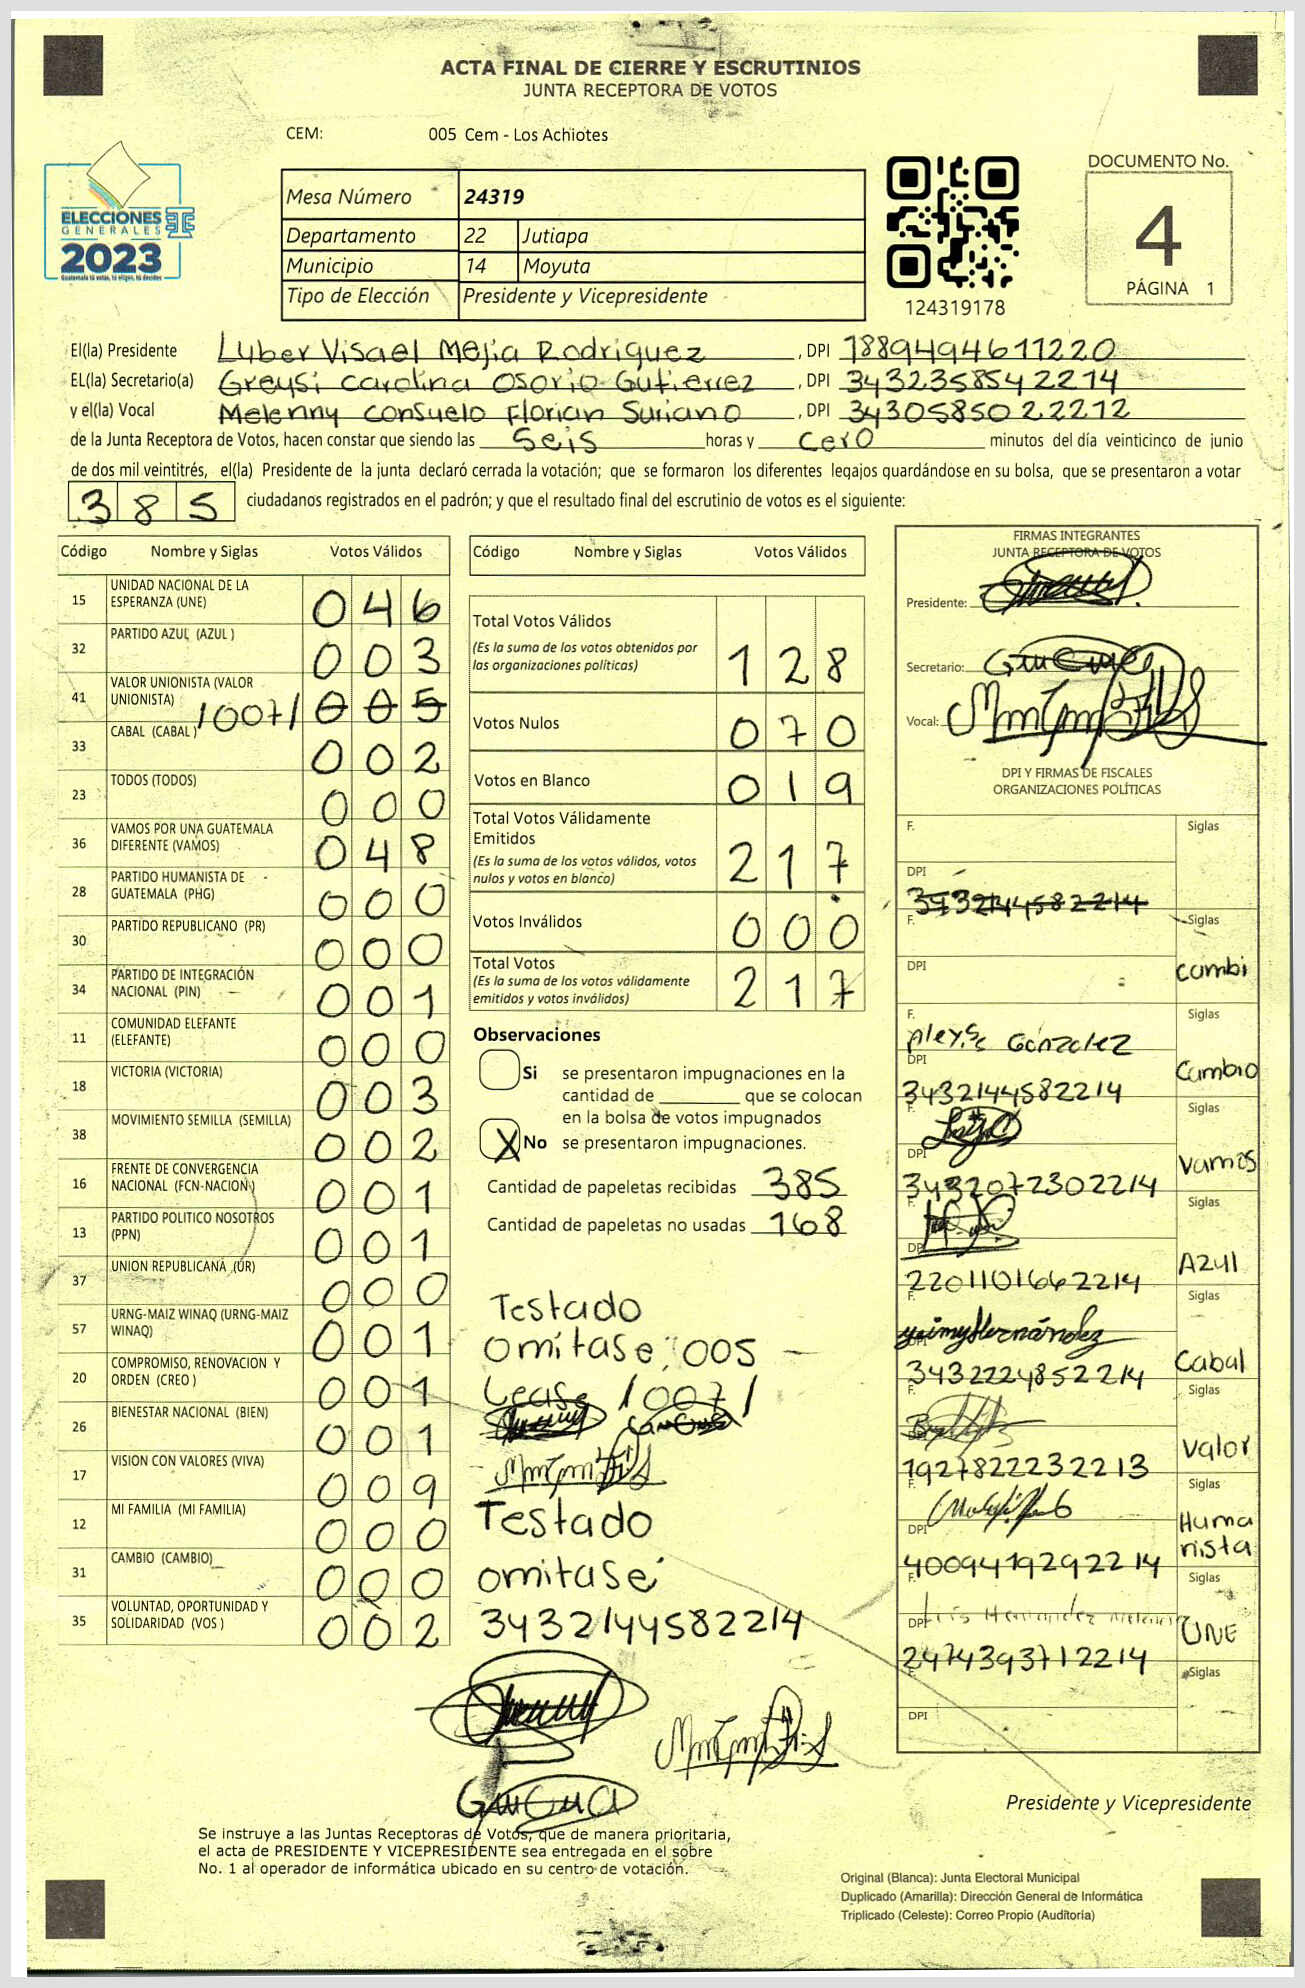 ACTA FINAL DE CIERRE Y ESCRUTINIOS
JUNTA RECEPTORA DE VOTOS
CEM: 005 Cem - Los Achiotes
ELECCIONES
GENERALES
2023
Guatemala tú votas, tú eliges, tú decides
Mesa Número 24319
Departamento 22 Jutiapa
Municipio 14 Moyuta
Tipo de Elección Presidente y Vicepresidente
124319178
DOCUMENTO No.
4
PÁGINA 1
El(la) Presidente Luber Visael Mejia Rodriguez, DPI 1889494611220
EL(la) Secretario(a) Greysi Carolina Osorio Gutierrez, DPI 3432358542214
y el(la) Vocal Melenny Consuelo Florian Suriano, DPI 3430585022212
de la Junta Receptora de Votos, hacen constar que siendo las Seis horas y cero minutos del día veinticinco de junio
de dos mil veintitrés, el(la) Presidente de la junta declaró cerrada la votación; que se formaron los diferentes legajos guardándose en su bolsa, que se presentaron a votar
385 ciudadanos registrados en el padrón; y que el resultado final del escrutinio de votos es el siguiente:
Código Nombre y Siglas Votos Válidos
15 UNIDAD NACIONAL DE LA ESPERANZA (UNE) 046
32 PARTIDO AZUL (AZUL ) 003
41 VALOR UNIONISTA (VALOR UNIONISTA) /007/ 005
33 CABAL (CABAL ) 002
23 TODOS (TODOS) 000
36 VAMOS POR UNA GUATEMALA DIFERENTE (VAMOS) 048
28 PARTIDO HUMANISTA DE GUATEMALA (PHG) 000
30 PARTIDO REPUBLICANO (PR) 000
34 PARTIDO DE INTEGRACIÓN NACIONAL (PIN) 001
11 COMUNIDAD ELEFANTE (ELEFANTE) 000
18 VICTORIA (VICTORIA) 003
38 MOVIMIENTO SEMILLA (SEMILLA) 002
16 FRENTE DE CONVERGENCIA NACIONAL (FCN-NACION) 001
13 PARTIDO POLITICO NOSOTROS (PPN) 001
37 UNION REPUBLICANA (UR) 000
57 URNG-MAIZ WINAQ (URNG-MAIZ WINAQ) 001
20 COMPROMISO, RENOVACION Y ORDEN (CREO ) 001
26 BIENESTAR NACIONAL (BIEN) 001
17 VISION CON VALORES (VIVA) 009
12 MI FAMILIA (MI FAMILIA) 000
31 CAMBIO (CAMBIO) 000
35 VOLUNTAD, OPORTUNIDAD Y SOLIDARIDAD (VOS ) 002
Código Nombre y Siglas Votos Válidos
Total Votos Válidos
(Es la suma de los votos obtenidos por
las organizaciones políticas) 128
Votos Nulos 070
Votos en Blanco 019
Total Votos Válidamente
Emitidos
(Es la suma de los votos válidos, votos
nulos y votos en blanco) 217
Votos Inválidos 000
Total Votos
(Es la suma de los votos válidamente
emitidos y votos inválidos) 217
Observaciones
Si se presentaron impugnaciones en la
cantidad de ________ que se colocan
en la bolsa de votos impugnados
X No se presentaron impugnaciones.
Cantidad de papeletas recibidas 385
Cantidad de papeletas no usadas 168
Testado
omitase: 005
Lease /007/
Testado
omitase
3432144582214
FIRMAS INTEGRANTES
JUNTA RECEPTORA DE VOTOS
Presidente:
Secretario:
Vocal:
DPI Y FIRMAS DE FISCALES
ORGANIZACIONES POLÍTICAS
F. Siglas
DPI
3432144582214
F. Siglas
DPI cambi
F. Siglas
Aleyss Gonzalez
DPI Cambio
3432144582214
F. Siglas
DPI Vamos
3432072302214
F. Siglas
DPI Azul
2201101662214
F. Siglas
yeimy Hernández
DPI Cabal
3432224852214
F. Siglas
DPI Valor
1927822232213
F. Siglas
DPI Huma
nista
4009419292214
F. Siglas
DPI UNE
2474393712214
F. Siglas
DPI
Presidente y Vicepresidente
Se instruye a las Juntas Receptoras de Votos, que de manera prioritaria,
el acta de PRESIDENTE Y VICEPRESIDENTE sea entregada en el sobre
No. 1 al operador de informática ubicado en su centro de votación.
Original (Blanca): Junta Electoral Municipal
Duplicado (Amarilla): Dirección General de Informática
Triplicado (Celeste): Correo Propio (Auditoria)